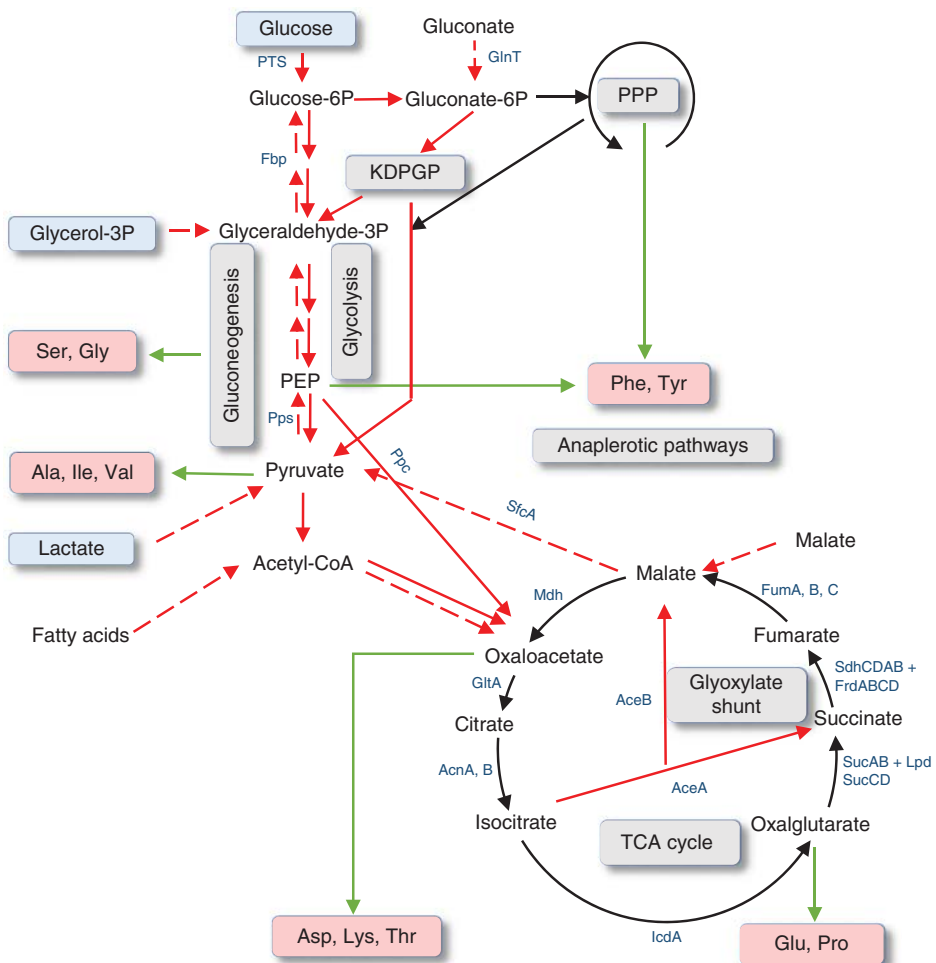 Glucose
Gluconate
PTS
GlnT
Glucose-6P
Gluconate-6P
PPP
Fbp
KDPGP
Glycerol-3P
Glyceraldehyde-3P
Gluconeogenesis
Glycolysis
Ser, Gly
PEP
Phe, Tyr
Pps
Anaplerotic pathways
Ppc
Ala, Ile, Val
Pyruvate
SfcA
Lactate
Malate
Acetyl-CoA
Malate
Mdh
FumA, B, C
Fatty acids
Fumarate
Oxaloacetate
SdhCDAB +
FrdABCD
GltA
Glyoxylate
shunt
AceB
Citrate
Succinate
SucAB + Lpd
SucCD
AcnA, B
AceA
Isocitrate
Oxalglutarate
TCA cycle
Asp, Lys, Thr
IcdA
Glu, Pro